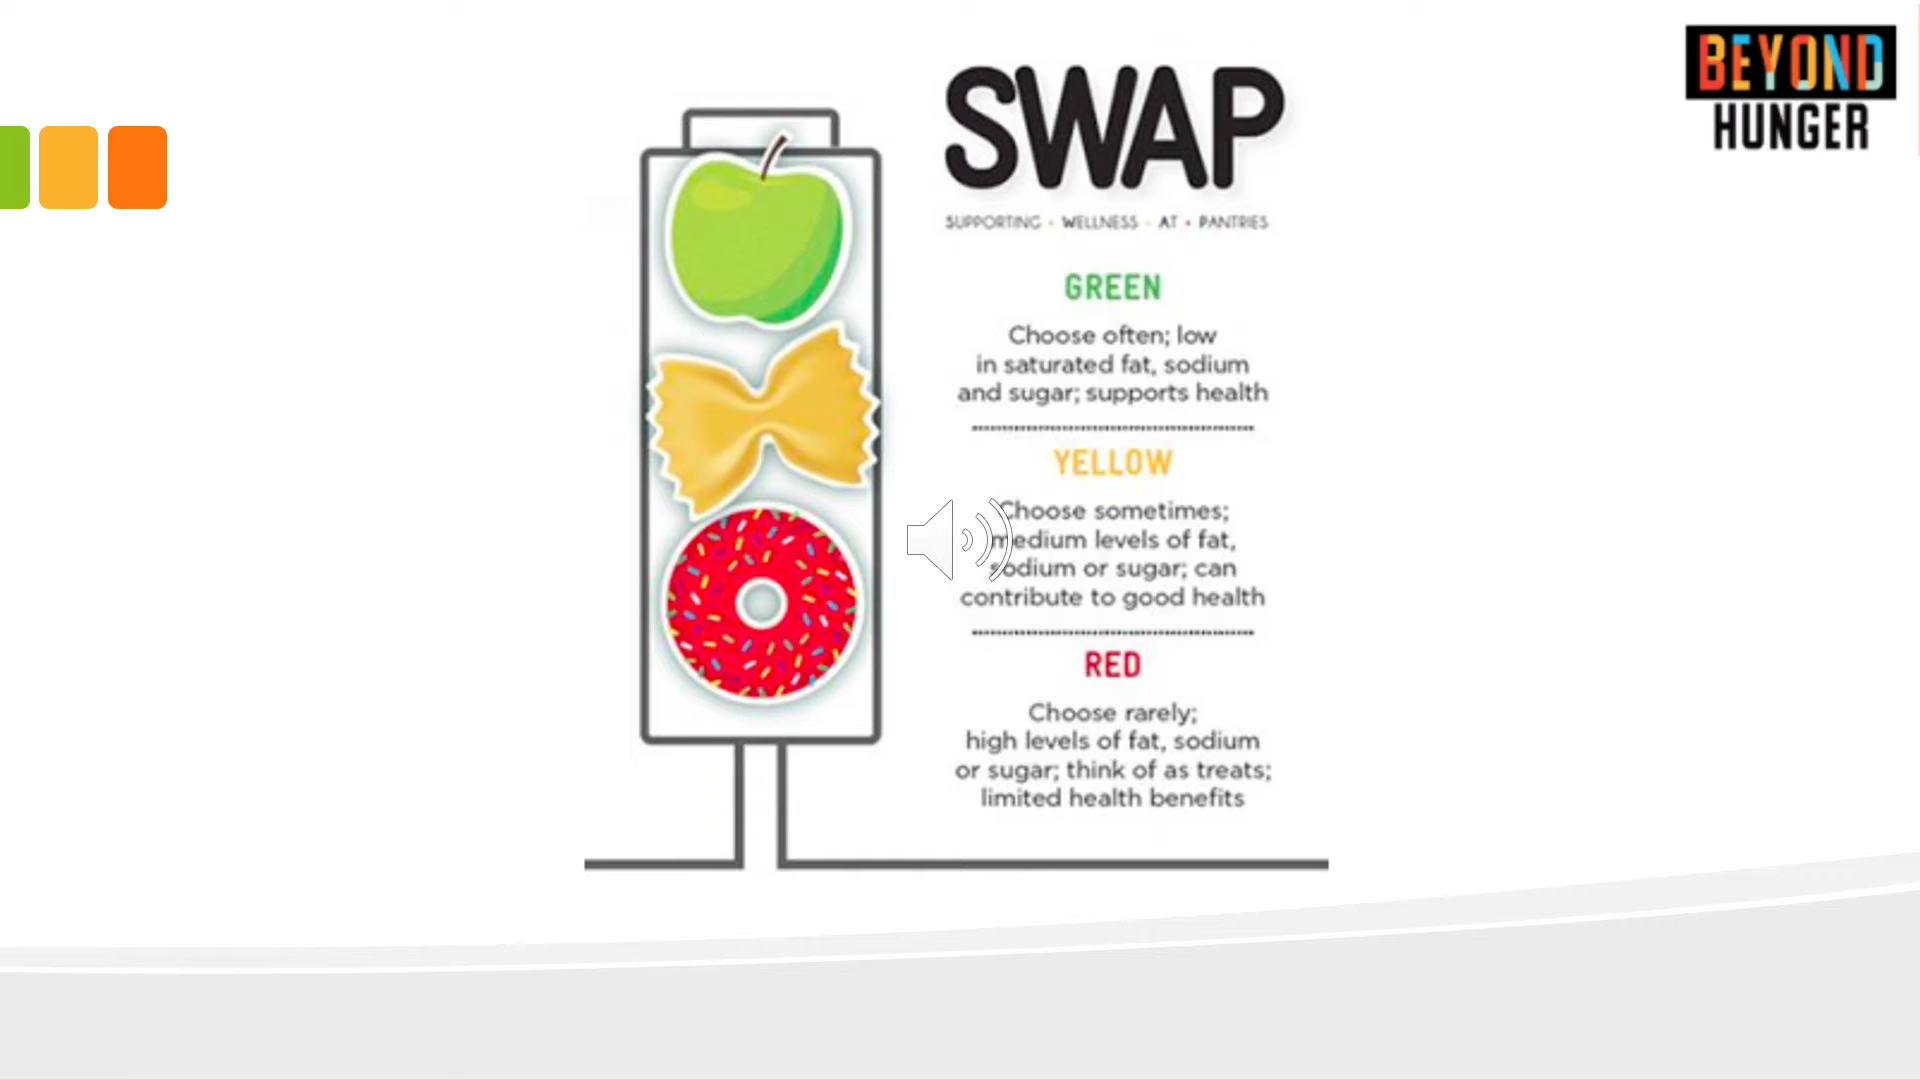 BEYOND
HUNGER
SWAP
SUPPORTING • WELLNESS • AT • PANTRIES
GREEN
Choose often; low
in saturated fat, sodium
and sugar; supports health
YELLOW
Choose sometimes;
medium levels of fat,
sodium or sugar; can
contribute to good health
RED
Choose rarely;
high levels of fat, sodium
or sugar; think of as treats;
limited health benefits